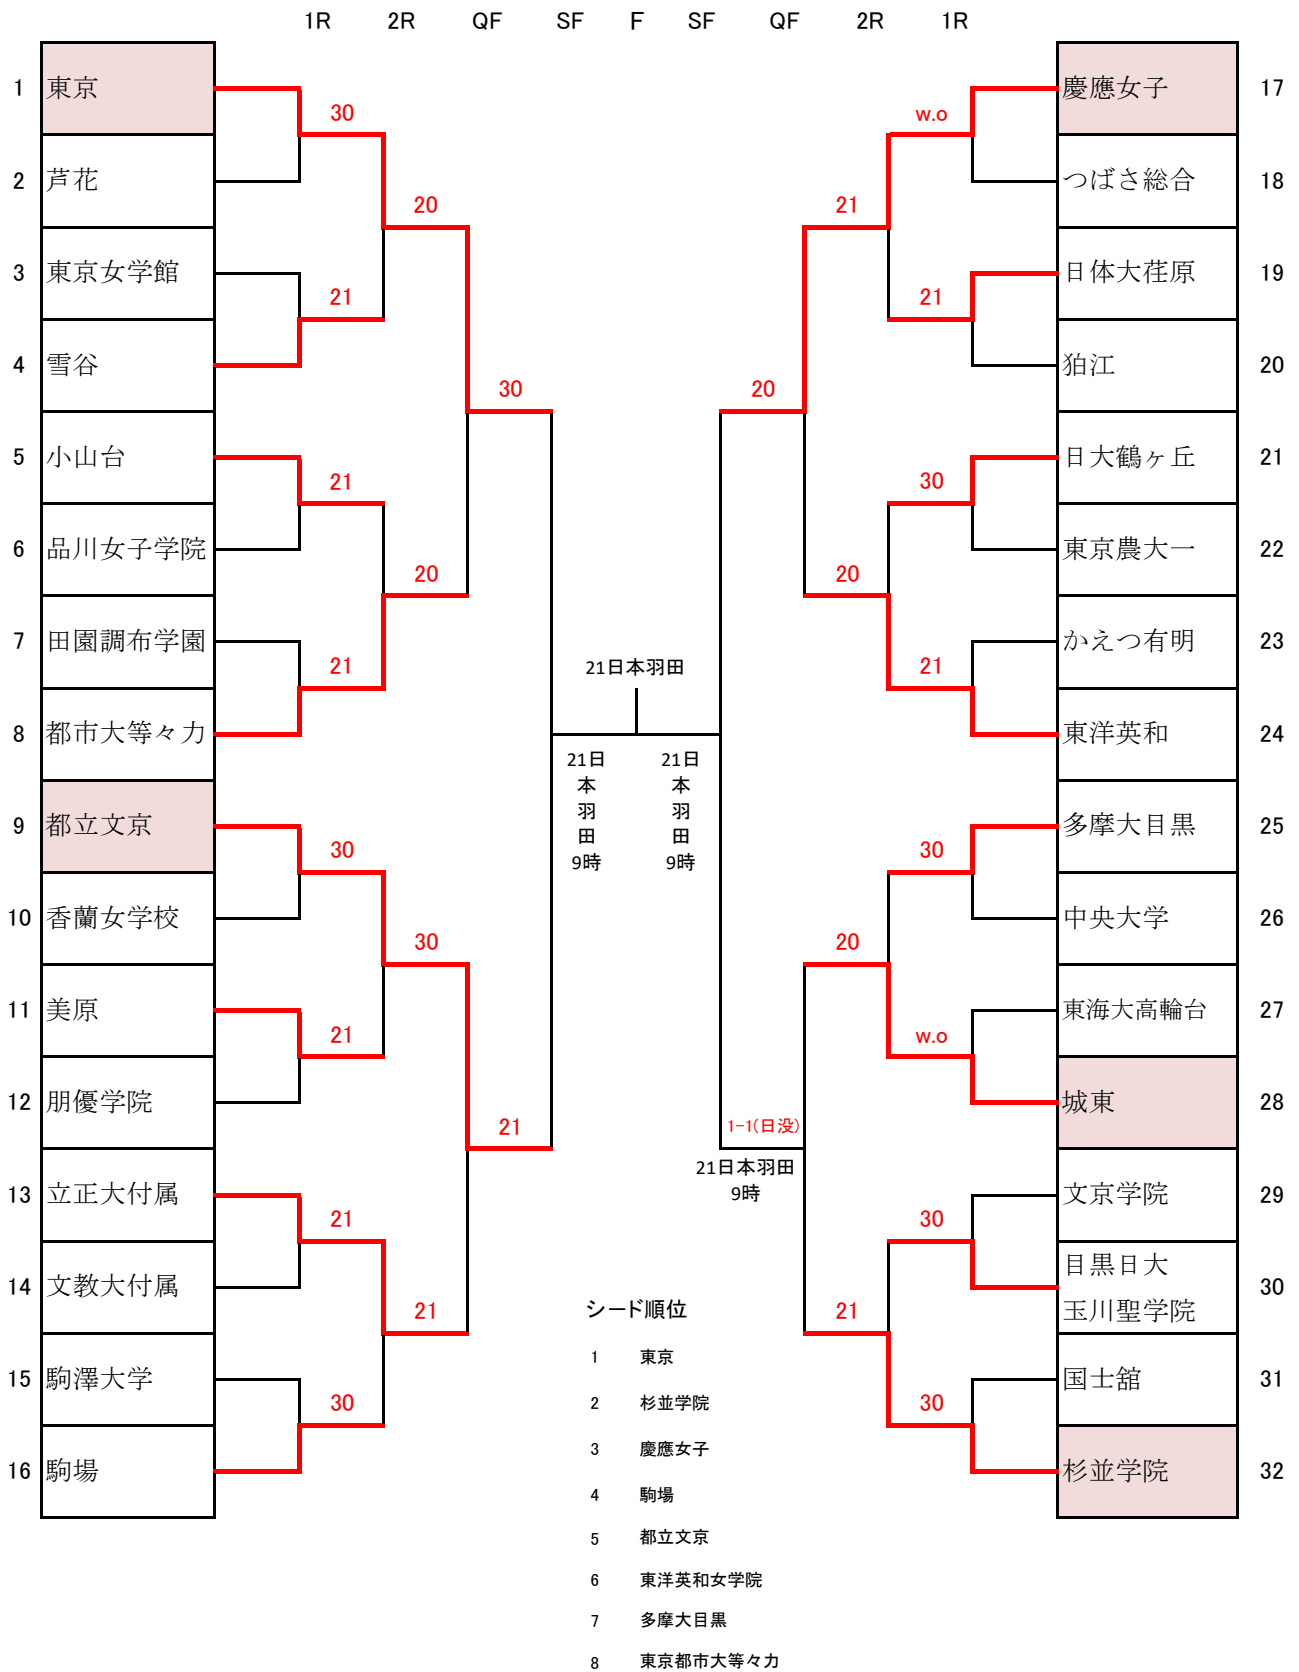 1R 2R QF SF F SF QF 2R 1R
1 東京 慶應女子 17
30 w.o
2 芦花 つばさ総合 18
20 21
3 東京女学館 日体大荏原 19
21 21
4 雪谷 狛江 20
30 20
5 小山台 日大鶴ヶ丘 21
21 30
6 品川女子学院 東京農大一 22
20 20
7 田園調布学園 かえつ有明 23
21 21日本羽田 21
8 都市大等々力 東洋英和 24
21日 21日
本 本
羽 羽
9 都立文京 田 田 多摩大目黒 25
30 9時 9時 30
10 香蘭女学校 中央大学 26
30 20
11 美原 東海大高輪台 27
21 w.o
12 朋優学院 城東 28
21 1-1(日没)
21日本羽田
9時
13 立正大付属 文京学院 29
21 30
14 文教大付属 目黒日大 30
玉川聖学院
21 シード順位 21
1 東京
15 駒澤大学 国士舘 31
30 2 杉並学院 30
3 慶應女子
16 駒場 杉並学院 32
4 駒場
5 都立文京
6 東洋英和女学院
7 多摩大目黒
8 東京都市大等々力